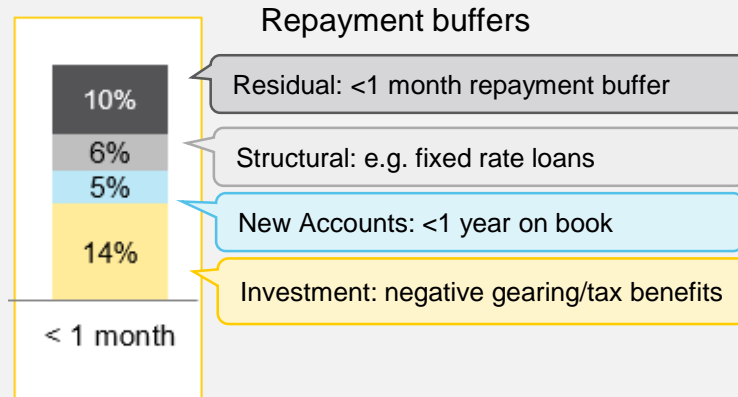 Repayment buffers
10%
Residual: <1 month repayment buffer
6%
Structural: e.g. fixed rate loans
5%
New Accounts: <1 year on book
14%
Investment: negative gearing/tax benefits
< 1 month